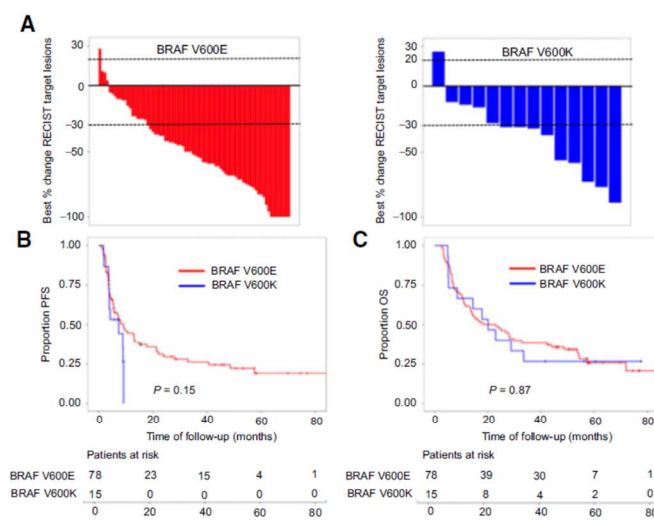 A
BRAF V600E
Best % change RECIST target lesions
30
0
−30
−50
−100
BRAF V600K
Best % change RECIST target lesions
30
20
0
−30
−50
−100
B
BRAF V600E
BRAF V600K
Proportion PFS
1.00
0.75
0.50
0.25
0.00
P = 0.15
0 20 40 60 80
Time of follow-up (months)
Patients at risk
BRAF V600E 78 23 15 4 1
BRAF V600K 15 0 0 0 0
0 20 40 60 80
C
BRAF V600E
BRAF V600K
Proportion OS
1.00
0.75
0.50
0.25
0.00
P = 0.87
0 20 40 60 80
Time of follow-up (months)
Patients at risk
BRAF V600E 78 39 30 7 1
BRAF V600K 15 8 4 2 0
0 20 40 60 80